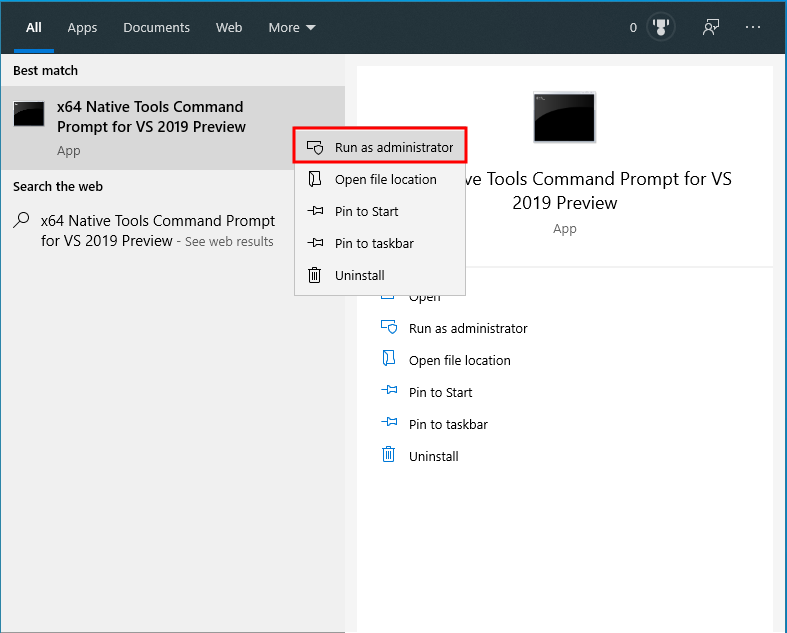 All Apps Documents Web More 0 ...
Best match
x64 Native Tools Command
Prompt for VS 2019 Preview
App
Search the web
x64 Native Tools Command Prompt
for VS 2019 Preview - See web results
Run as administrator
Open file location
Pin to Start
Pin to taskbar
Uninstall
ve Tools Command Prompt for VS
2019 Preview
App
Open
Run as administrator
Open file location
Pin to Start
Pin to taskbar
Uninstall